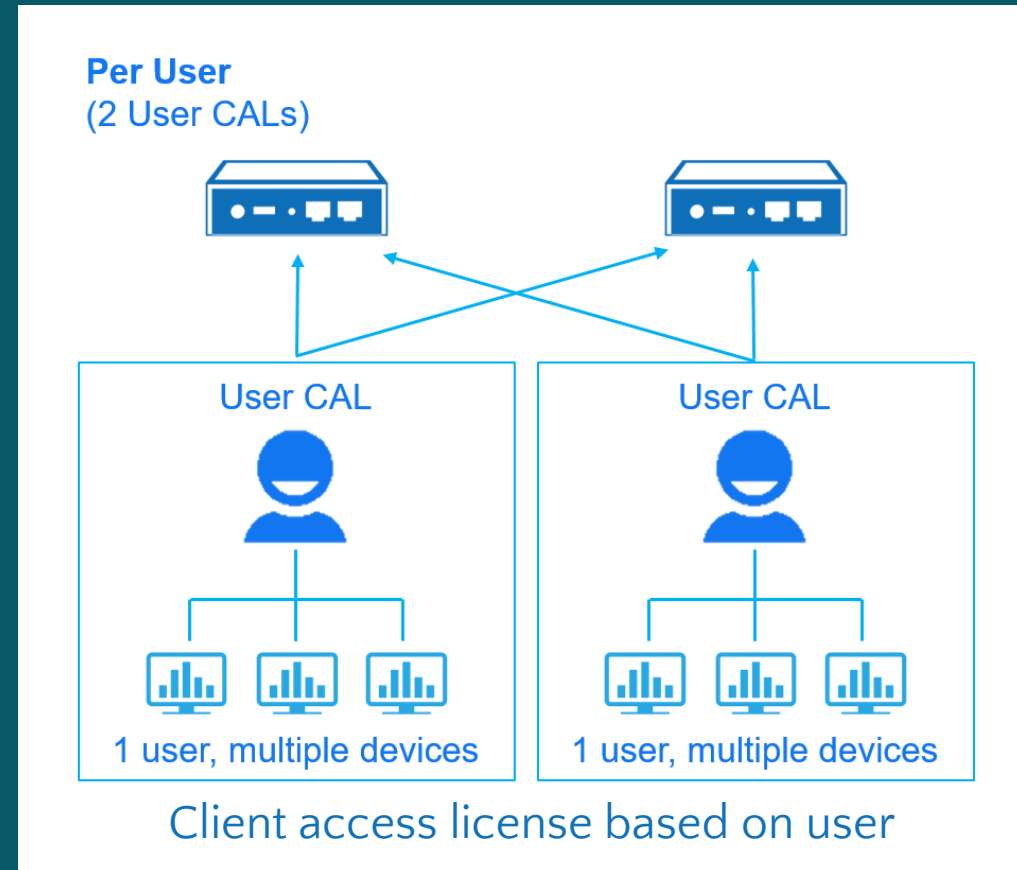 Per User
(2 User CALs)
User CAL
User CAL
1 user, multiple devices
1 user, multiple devices
Client access license based on user